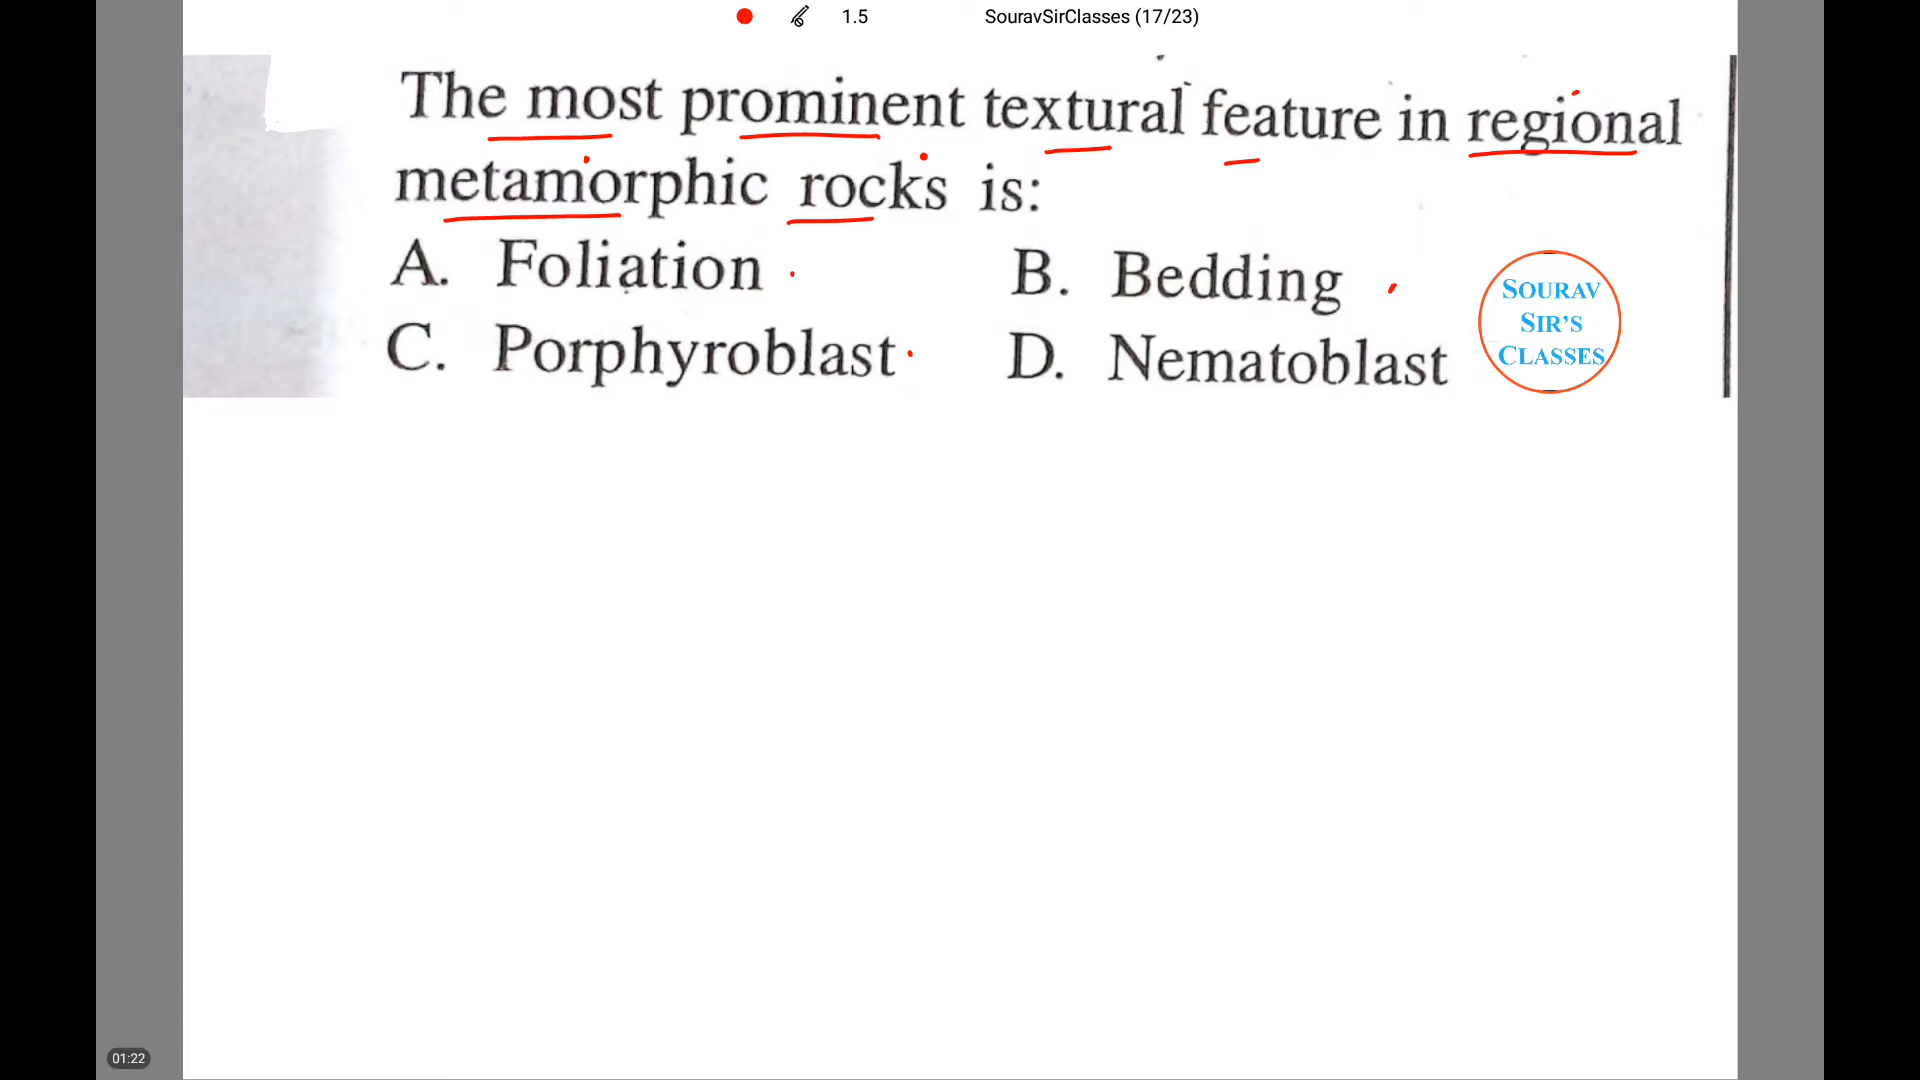 1.5 SouravSirClasses (17/23)
The most prominent textural feature in regional
metamorphic rocks is:
A. Foliation B. Bedding
C. Porphyroblast D. Nematoblast
SOURAV
SIR'S
CLASSES
01:22